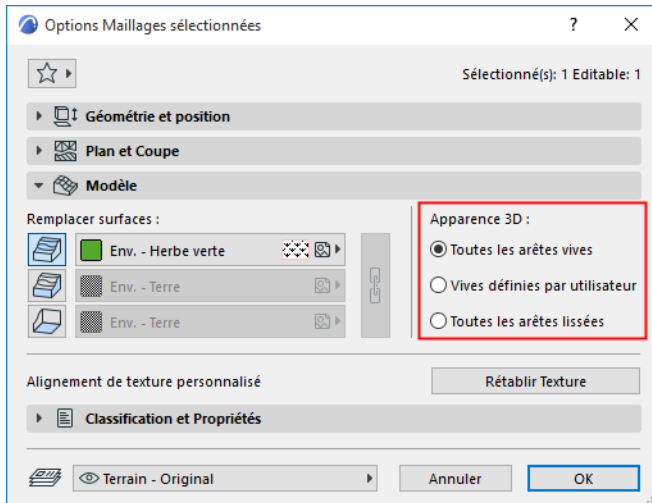 Options Maillages sélectionnées
?
Sélectionné(s): 1 Editable: 1
Géométrie et position
Plan et Coupe
Modèle
Remplacer surfaces :
Env. - Herbe verte
Env. - Terre
Env. - Terre
Apparence 3D :
Toutes les arêtes vives
Vives définies par utilisateur
Toutes les arêtes lissées
Alignement de texture personnalisé
Rétablir Texture
Classification et Propriétés
Terrain - Original
Annuler
OK